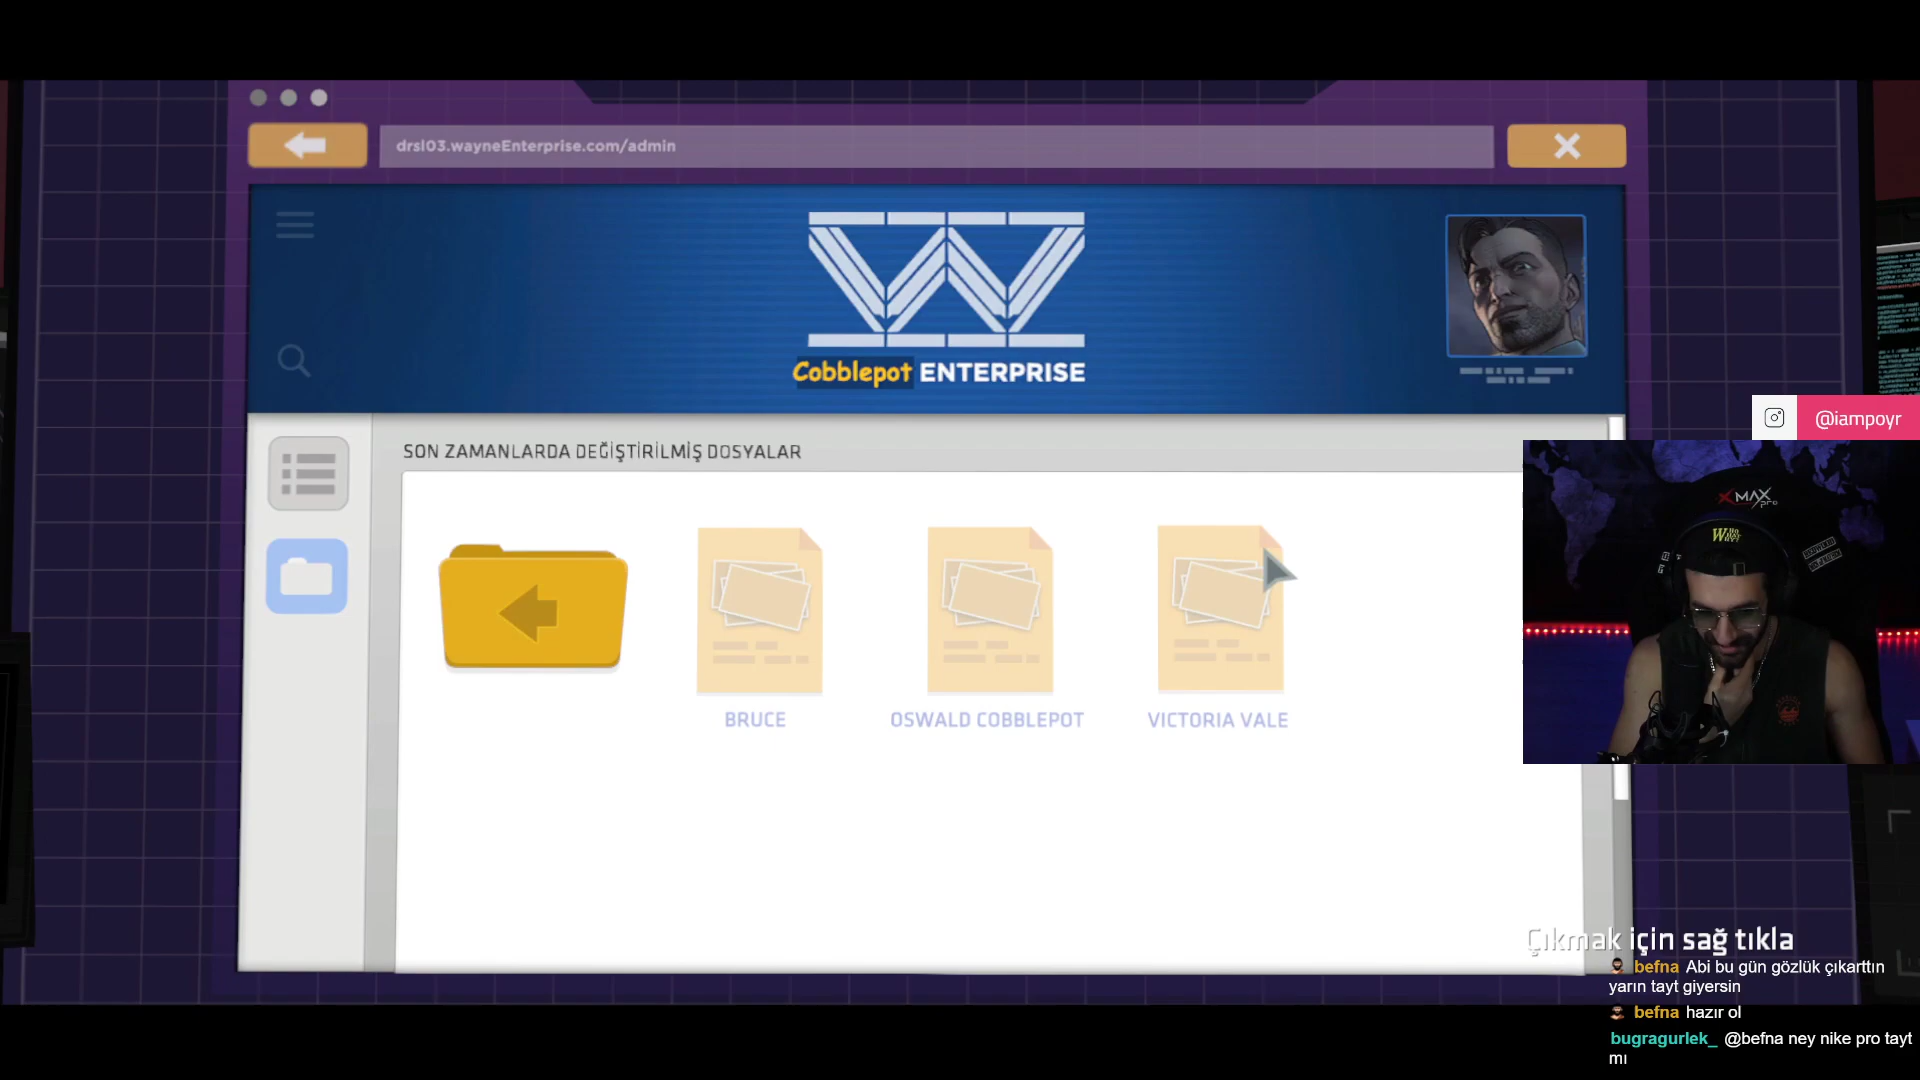 drsl03.wayneEnterprise.com/admin
Cobblepot ENTERPRISE
SON ZAMANLARDA DEĞİŞTİRİLMİŞ DOSYALAR
@iampoyr
XMAX
pro
BRUCE
OSWALD COBBLEPOT
VICTORIA VALE
Çıkmak için sağ tıkla
befna Abi bu gün gözlük çıkarttın
yarın tayt giyersin
befna hazır ol
bugragurlek_ @befna ney nike pro tayt
mı